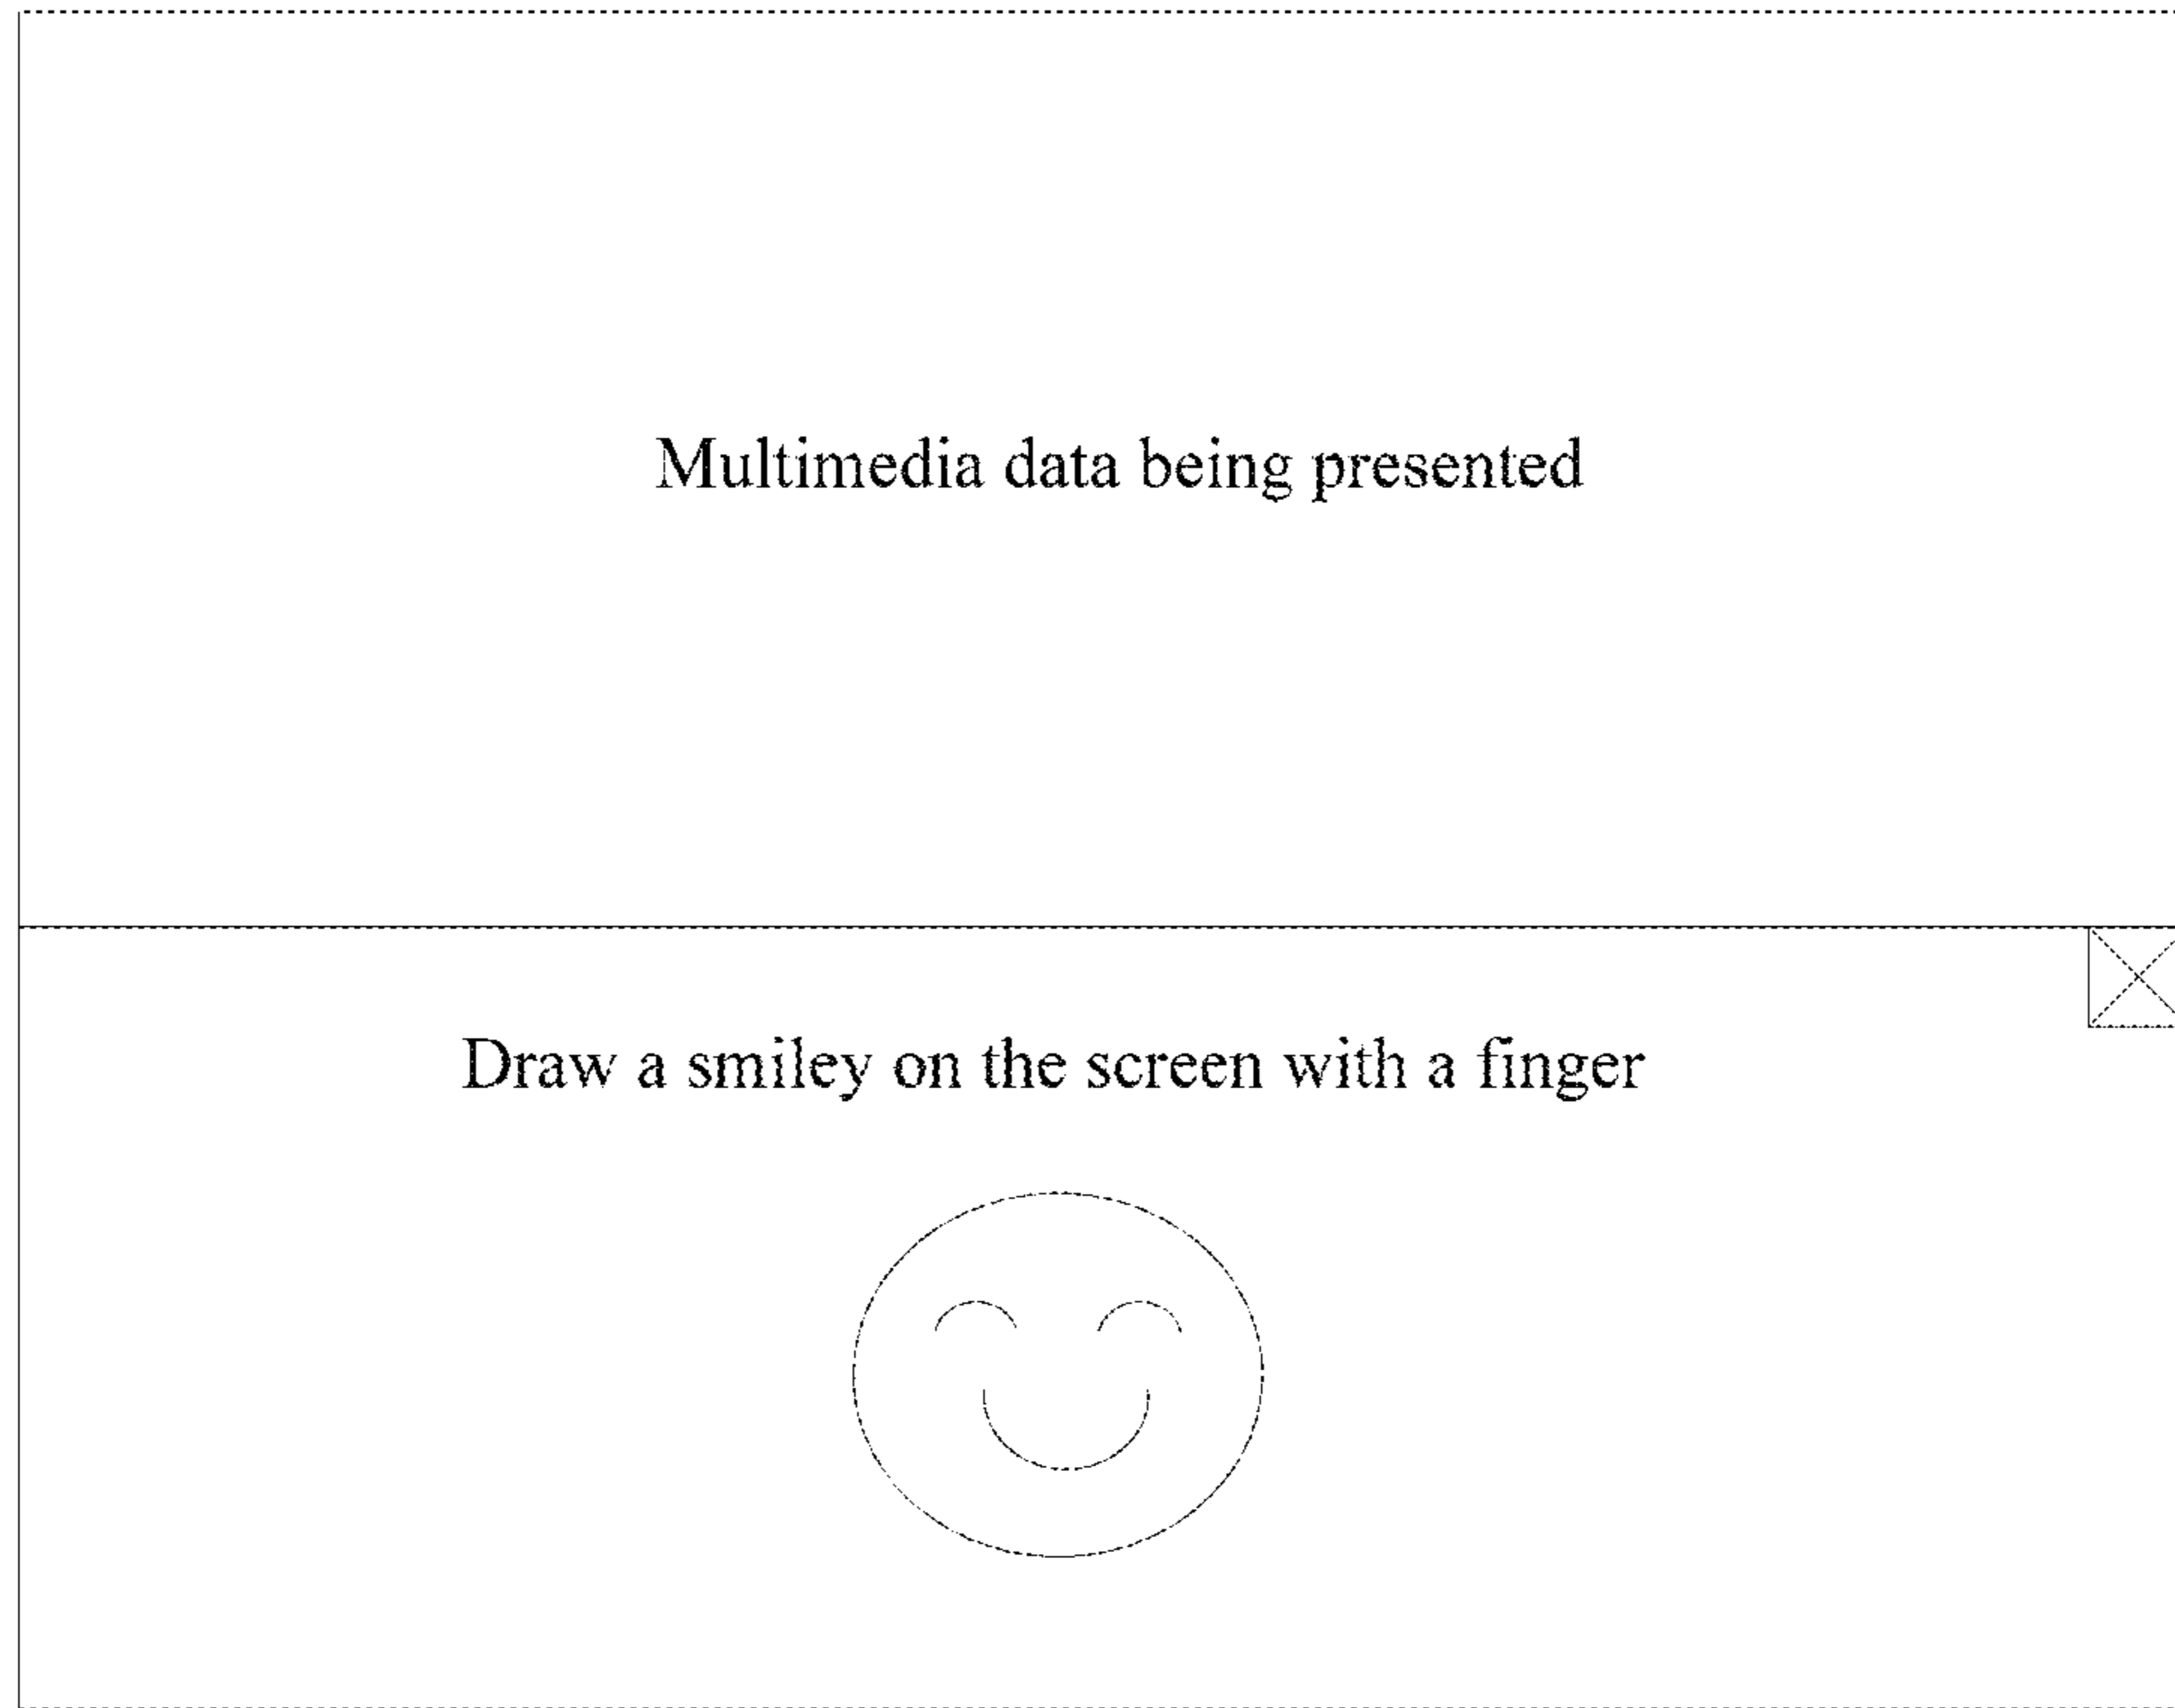 Multimedia data being presented
Draw a smiley on the screen with a finger